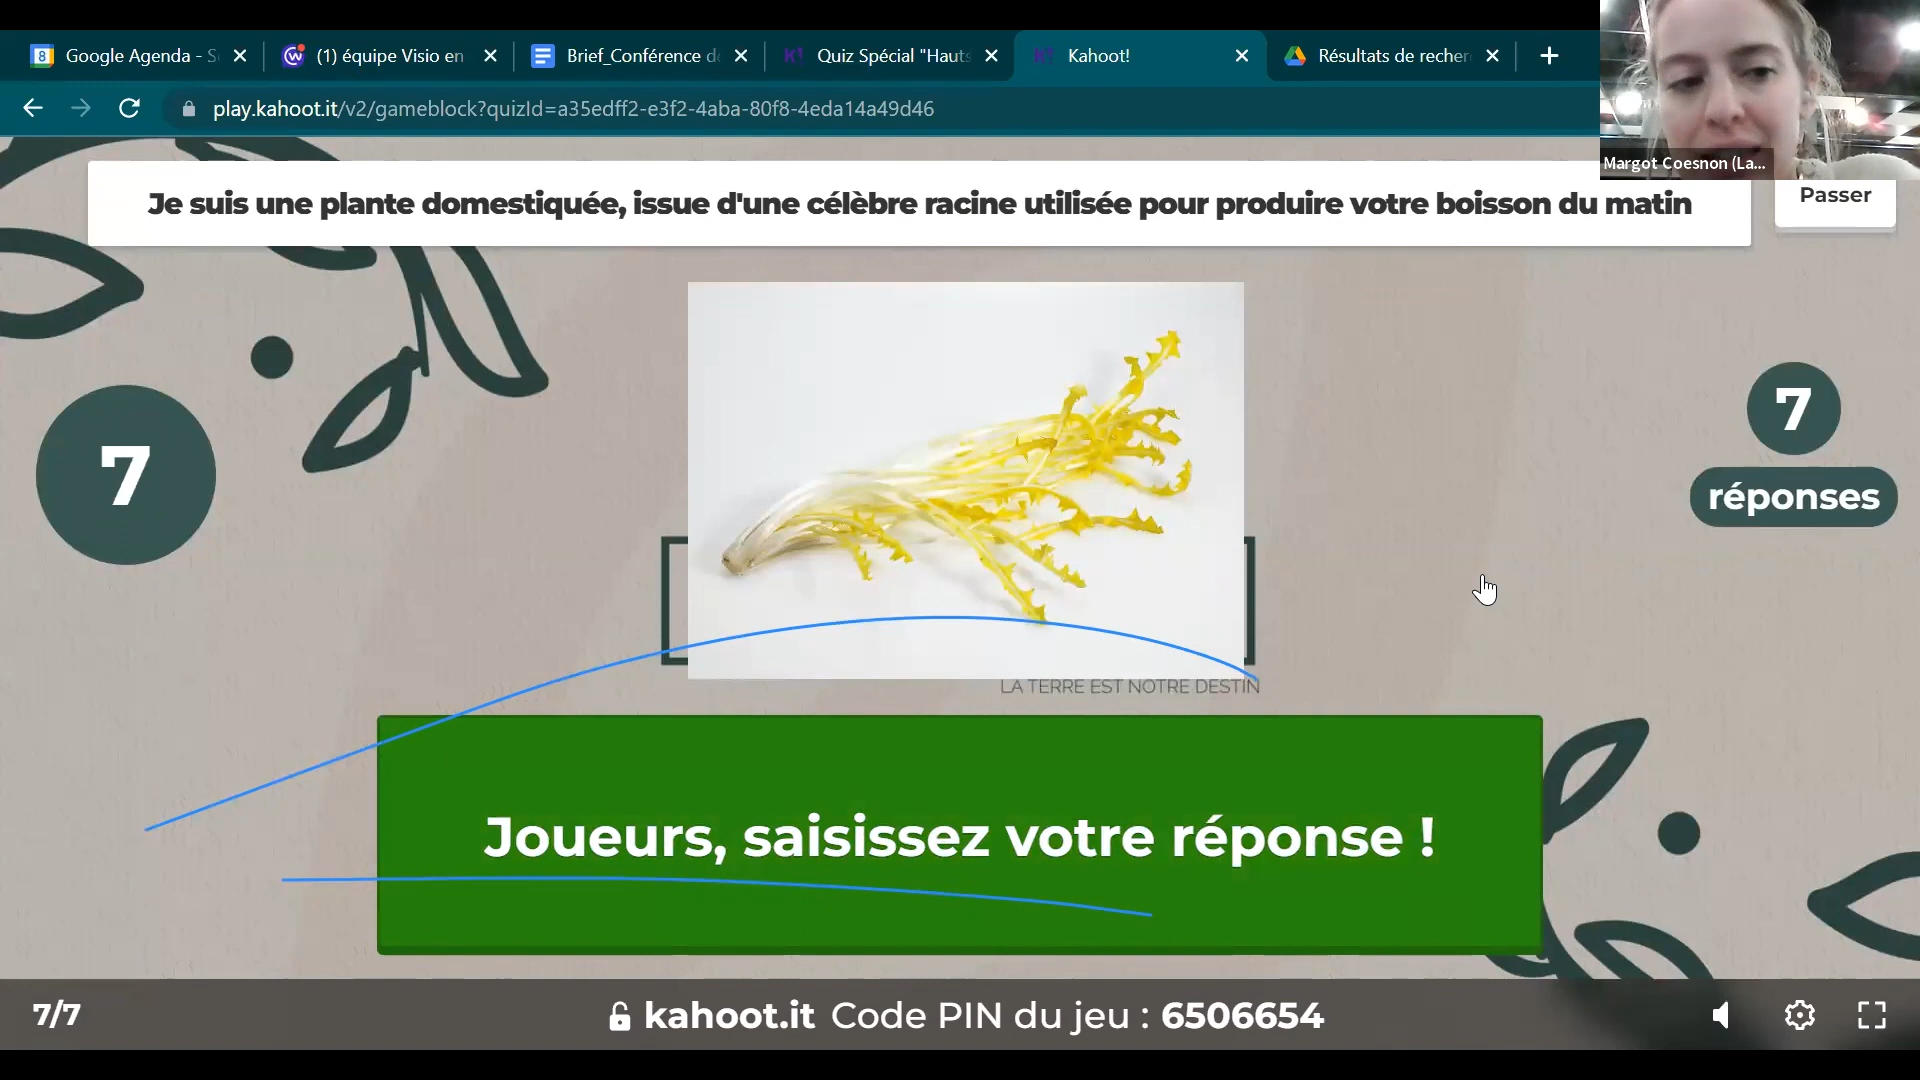 Google Agenda - S
(1) équipe Visio en
Brief_Conférence de
Quiz Spécial "Hauts
Kahoot!
Résultats de recher
play.kahoot.it/v2/gameblock?quizId=a35edff2-e3f2-4aba-80f8-4eda14a49d46
Margot Coesnon (La...
Je suis une plante domestiquée, issue d'une célèbre racine utilisée pour produire votre boisson du matin
Passer
7
7
réponses
LA TERRE EST NOTRE DESTIN
Joueurs, saisissez votre réponse !
7/7
kahoot.it Code PIN du jeu : 6506654